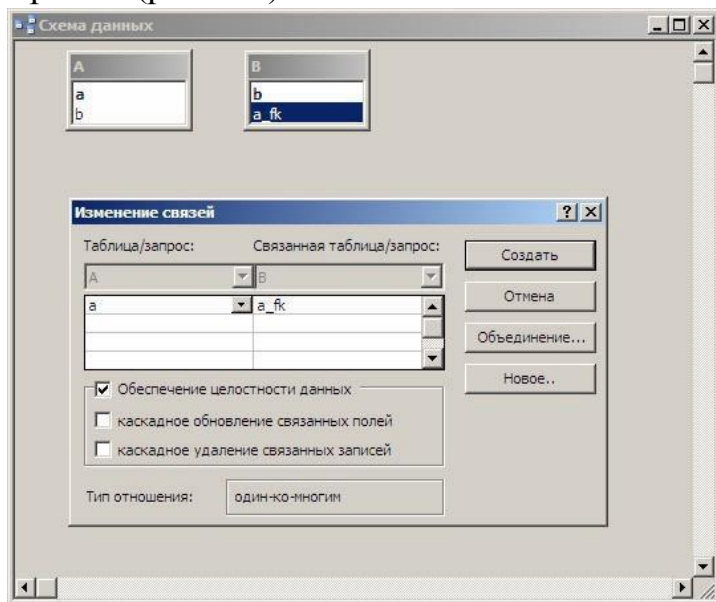 Схема данных
A B
a b
b a_fk
Изменение связей
Таблица/запрос: Связанная таблица/запрос:
A B
a a_fk
Создать
Отмена
Объединение...
Новое..
Обеспечение целостности данных
каскадное обновление связанных полей
каскадное удаление связанных записей
Тип отношения: один-ко-многим